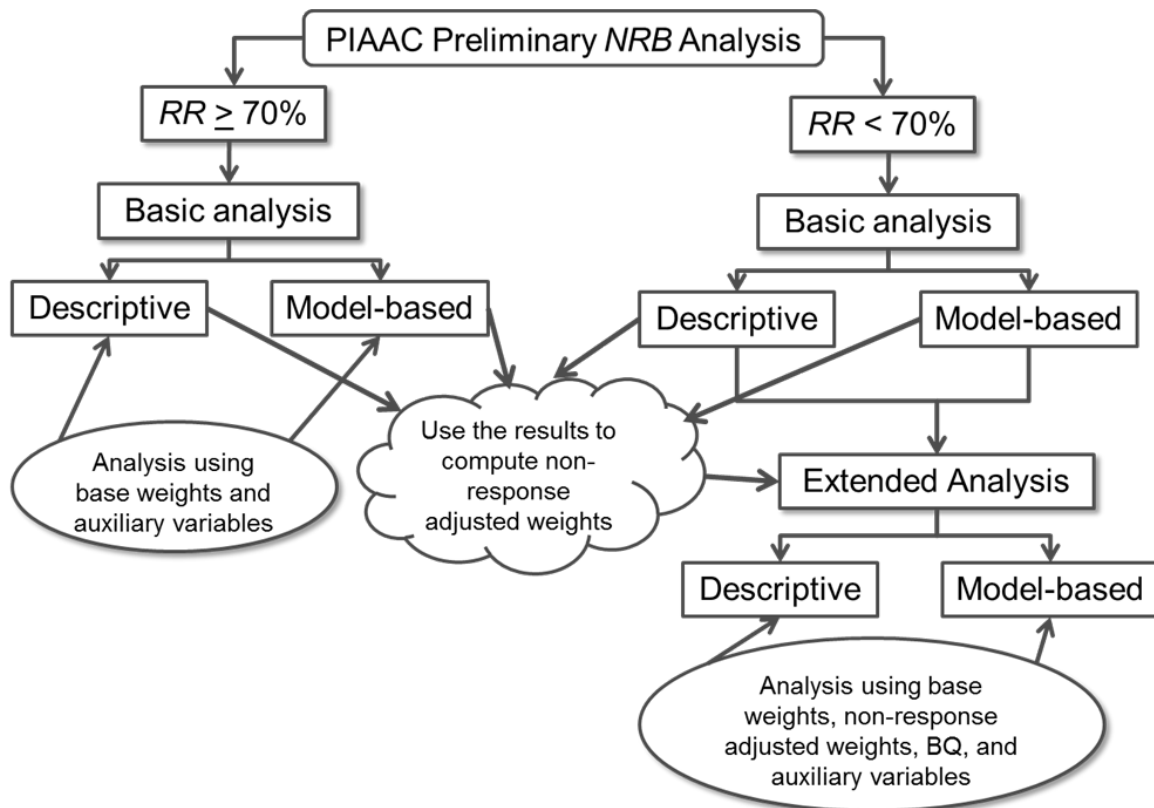 PIAAC Preliminary NRB Analysis
RR ≥ 70%
RR < 70%
Basic analysis
Basic analysis
Descriptive
Model-based
Descriptive
Model-based
Use the results to
compute non-
response
adjusted weights
Analysis using
base weights and
auxiliary variables
Extended Analysis
Descriptive
Model-based
Analysis using base
weights, non-response
adjusted weights, BQ, and
auxiliary variables